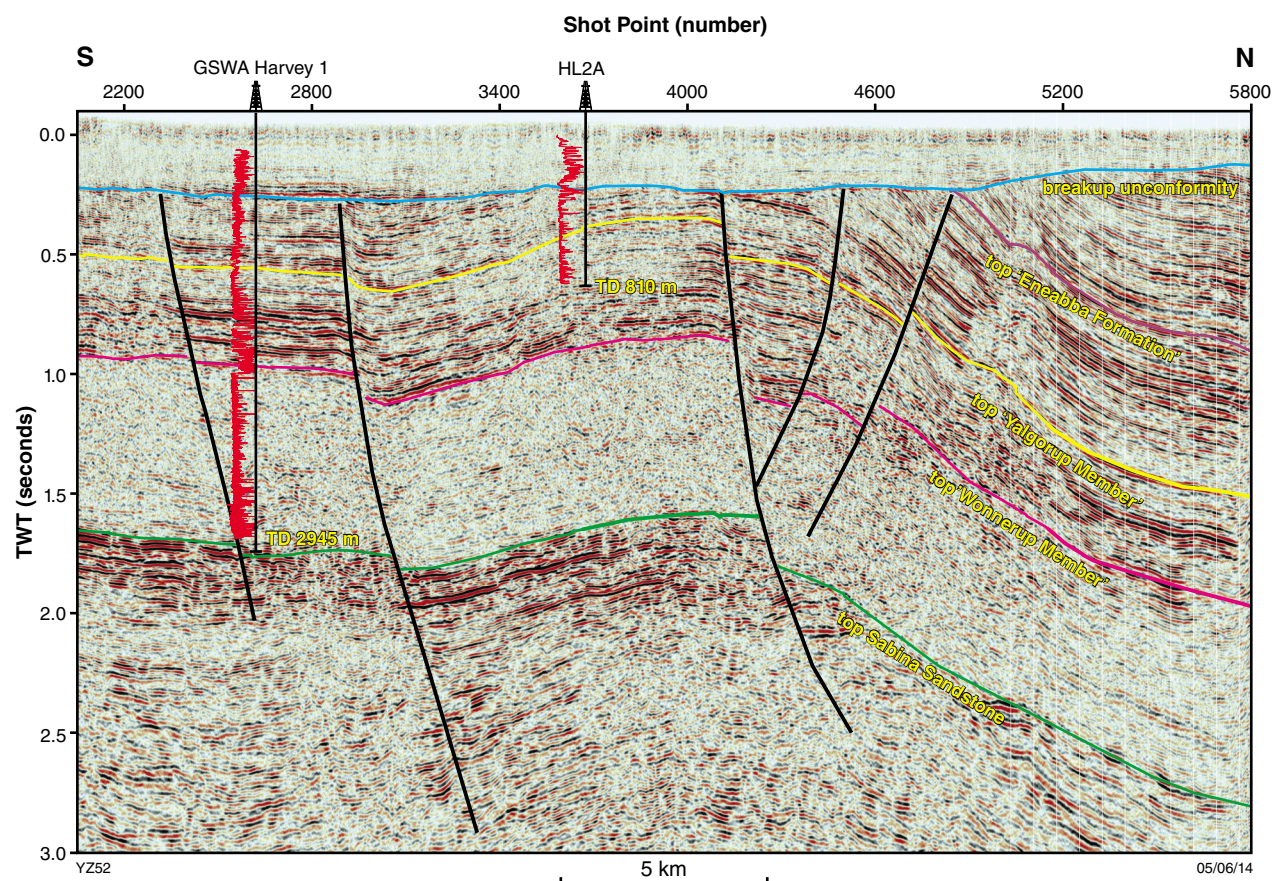 Shot Point (number)
S
N
GSWA Harvey 1
HL2A
2200 2800 3400 4000 4600 5200 5800
0.0
breakup unconformity
0.5
TD 810 m
top 'Eneabba Formation'
1.0
TWT (seconds)
top 'Yalgorup Member'
top 'Wonnerup Member'
1.5
TD 2945 m
2.0
top Sabina Sandstone
2.5
3.0
YZ52
5 km
05/06/14